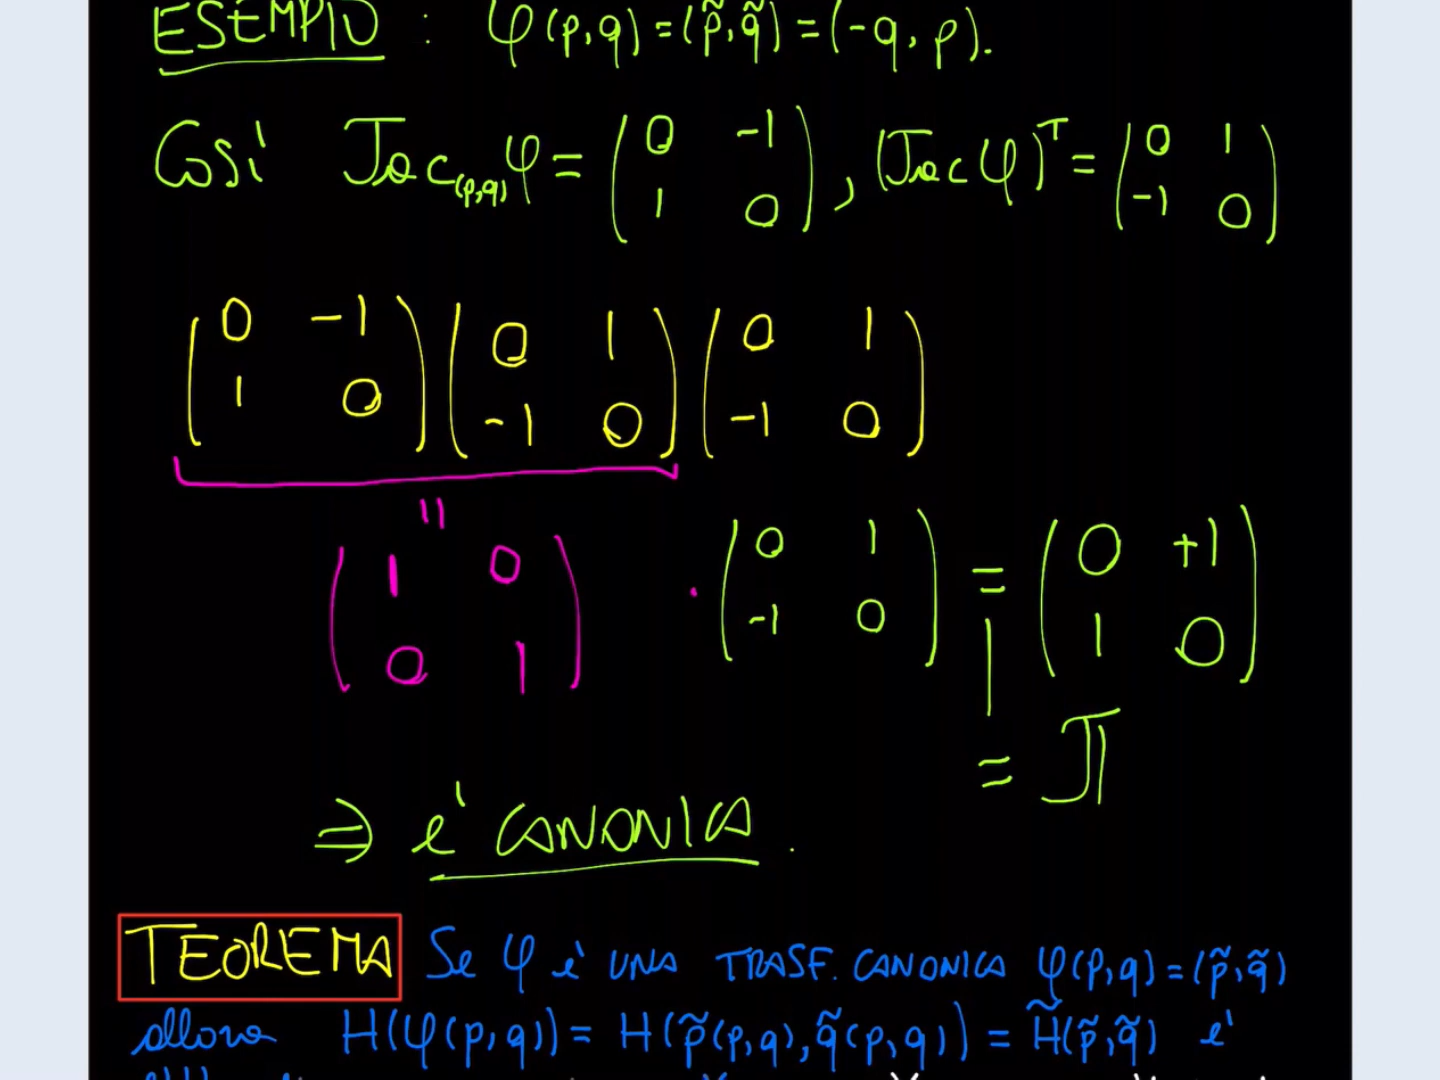 ESEMPIO : φ(p,q)=(p̃,q̃)=(-q,p).
Così Jac(p,q)φ = (0 -1 1 0), (Jac φ)ᵀ = (0 1 -1 0)
(0 -1 1 0)(0 1 -1 0)(0 1 -1 0)
=
(1 0 0 1) · (0 1 -1 0) = (0 +1 1 0)
= J
⇒ e' CANONICA.
TEOREMA Se φ è UNA TRASF. CANONICA φ(p,q)=(p̃,q̃)
allora H(φ(p,q)) = H(p̃(p,q),q̃(p,q)) = H̃(p̃,q̃) e'